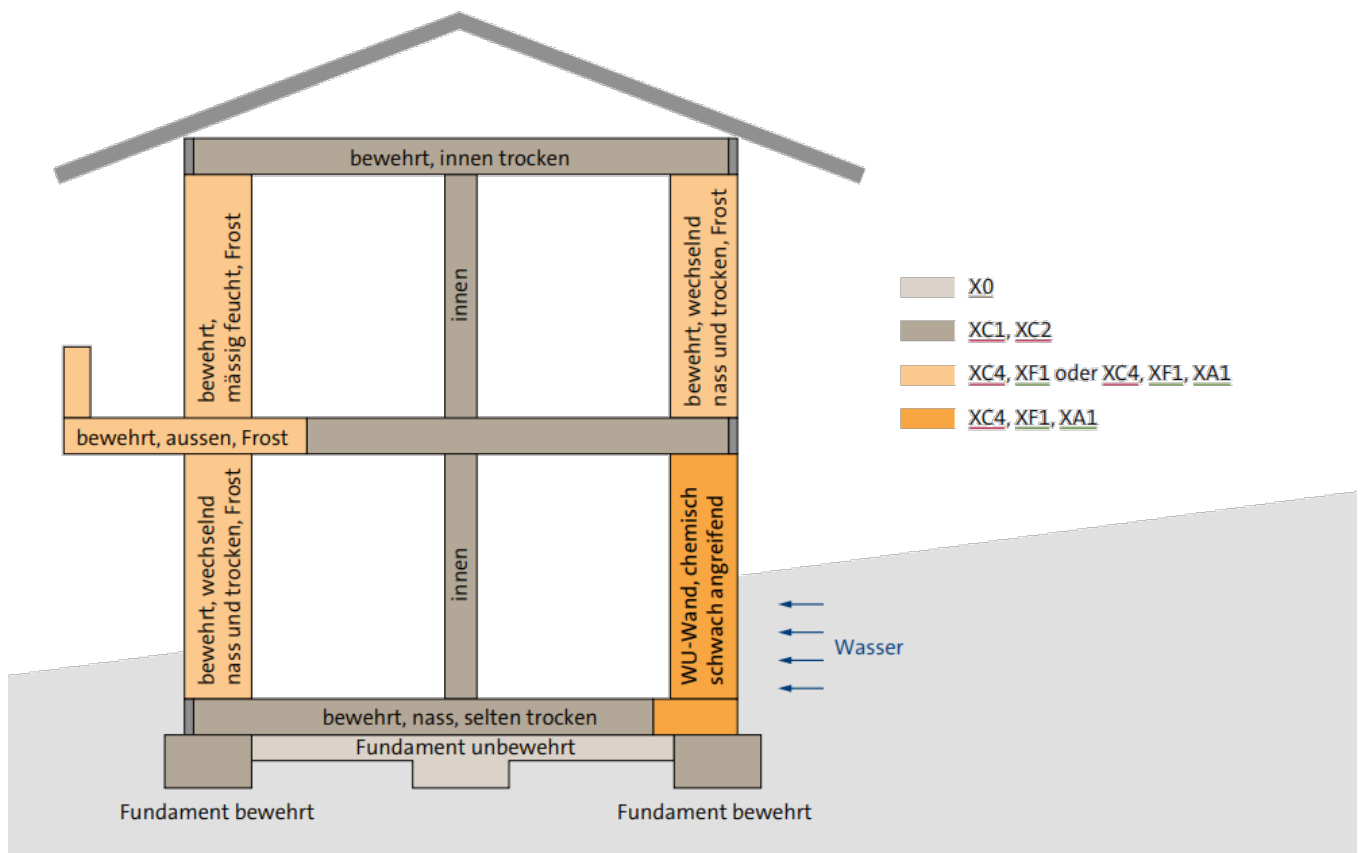 bewehrt, innen trocken
bewehrt,
mässig feucht, Frost
innen
bewehrt, wechselnd
nass und trocken, Frost
X0
XC1, XC2
XC4, XF1 oder XC4, XF1, XA1
XC4, XF1, XA1
bewehrt, aussen, Frost
bewehrt, wechselnd
nass und trocken, Frost
innen
WU-Wand, chemisch
schwach angreifend
Wasser
bewehrt, nass, selten trocken
Fundament unbewehrt
Fundament bewehrt
Fundament bewehrt